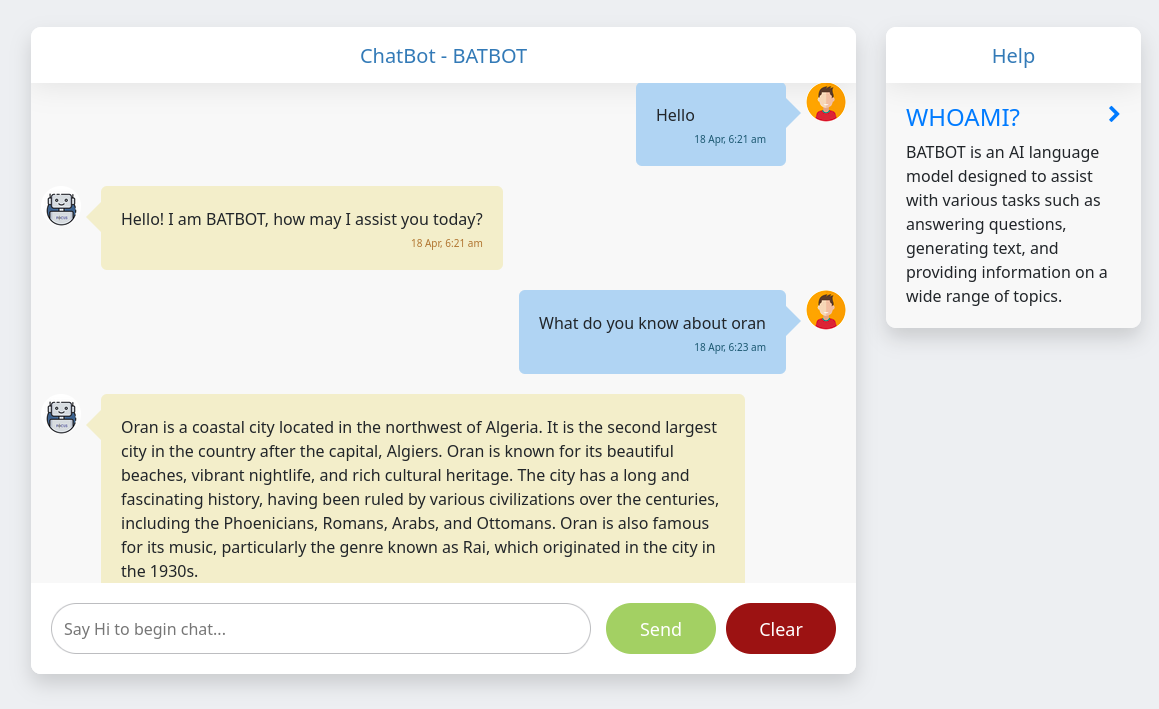 ChatBot - BATBOT
Help
Hello
18 Apr, 6:21 am
Hello! I am BATBOT, how may I assist you today?
18 Apr, 6:21 am
What do you know about oran
18 Apr, 6:23 am
Oran is a coastal city located in the northwest of Algeria. It is the second largest
city in the country after the capital, Algiers. Oran is known for its beautiful
beaches, vibrant nightlife, and rich cultural heritage. The city has a long and
fascinating history, having been ruled by various civilizations over the centuries,
including the Phoenicians, Romans, Arabs, and Ottomans. Oran is also famous
for its music, particularly the genre known as Rai, which originated in the city in
the 1930s.
Say Hi to begin chat...
Send
Clear
WHOAMI?
BATBOT is an AI language
model designed to assist
with various tasks such as
answering questions,
generating text, and
providing information on a
wide range of topics.